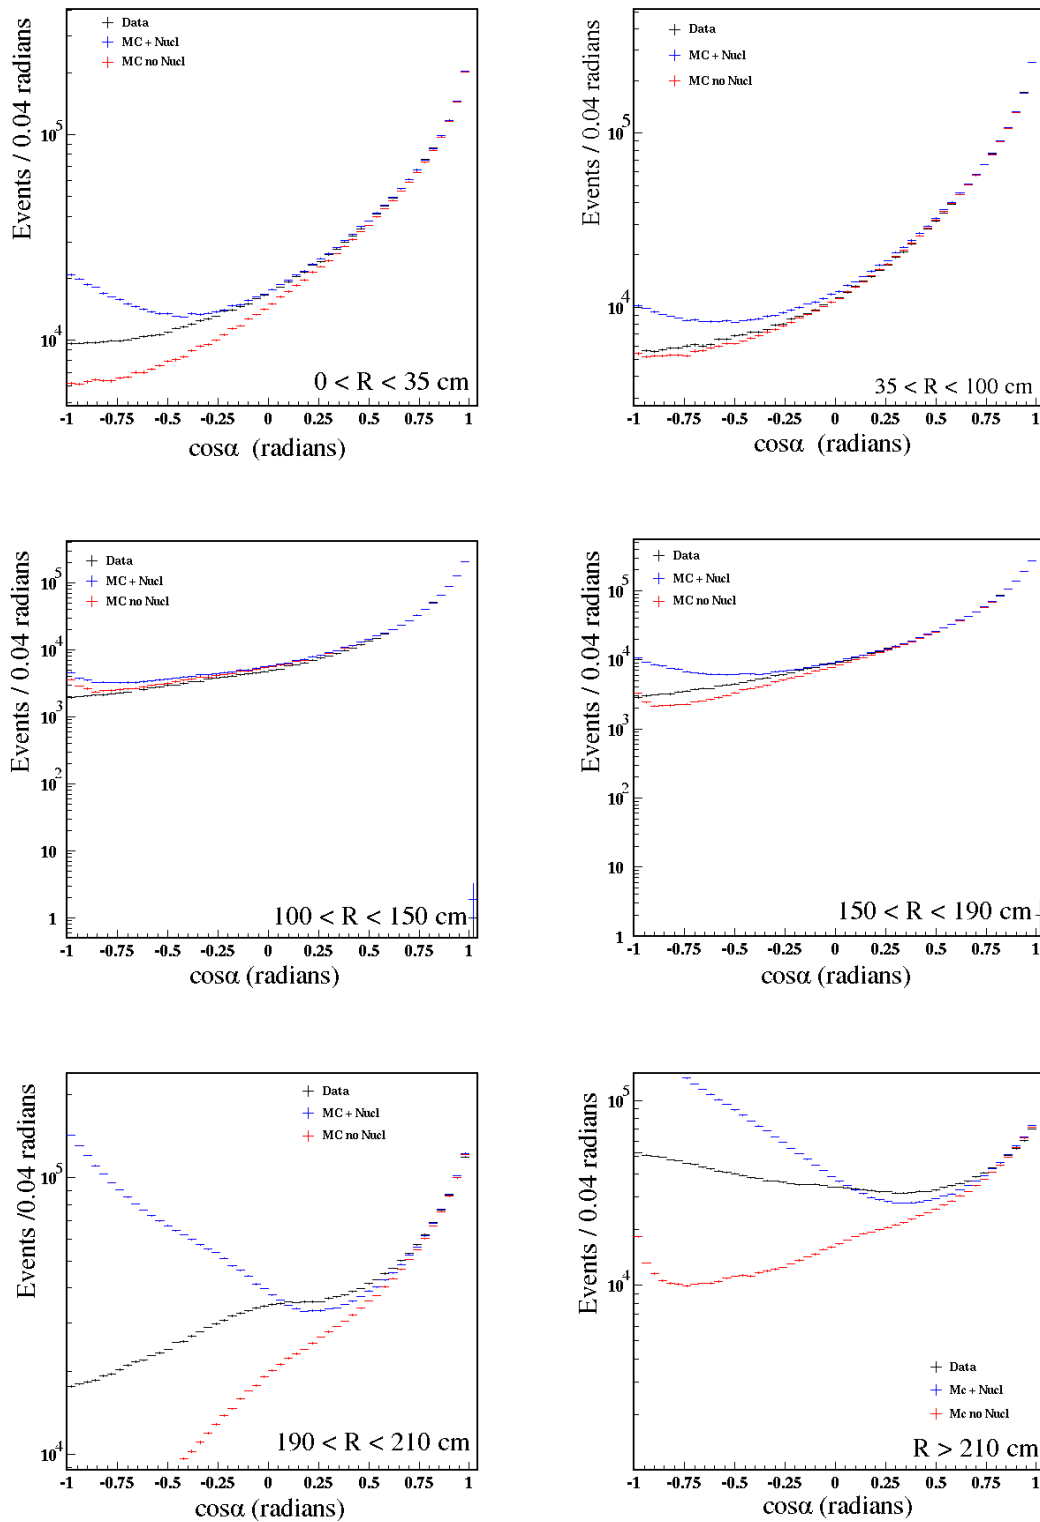 Events / 0.04 radians
Data
MC + Nucl
MC no Nucl
10^5
10^4
0 < R < 35 cm
-1 -0.75 -0.5 -0.25 0 0.25 0.5 0.75 1
cosα (radians)
Events / 0.04 radians
Data
MC + Nucl
MC no Nucl
10^5
10^4
35 < R < 100 cm
-1 -0.75 -0.5 -0.25 0 0.25 0.5 0.75 1
cosα (radians)
Events / 0.04 radians
Data
MC + Nucl
MC no Nucl
10^5
10^4
10^3
10^2
10
1
100 < R < 150 cm
-1 -0.75 -0.5 -0.25 0 0.25 0.5 0.75 1
cosα (radians)
Events / 0.04 radians
Data
MC + Nucl
MC no Nucl
10^5
10^4
10^3
10^2
10
1
150 < R < 190 cm
-1 -0.75 -0.5 -0.25 0 0.25 0.5 0.75 1
cosα (radians)
Events /0.04 radians
Data
MC + Nucl
MC no Nucl
10^5
10^4
190 < R < 210 cm
-1 -0.75 -0.5 -0.25 0 0.25 0.5 0.75 1
cosα (radians)
Events / 0.04 radians
10^5
10^4
Data
Mc + Nucl
Mc no Nucl
R > 210 cm
-1 -0.75 -0.5 -0.25 0 0.25 0.5 0.75 1
cosα (radians)